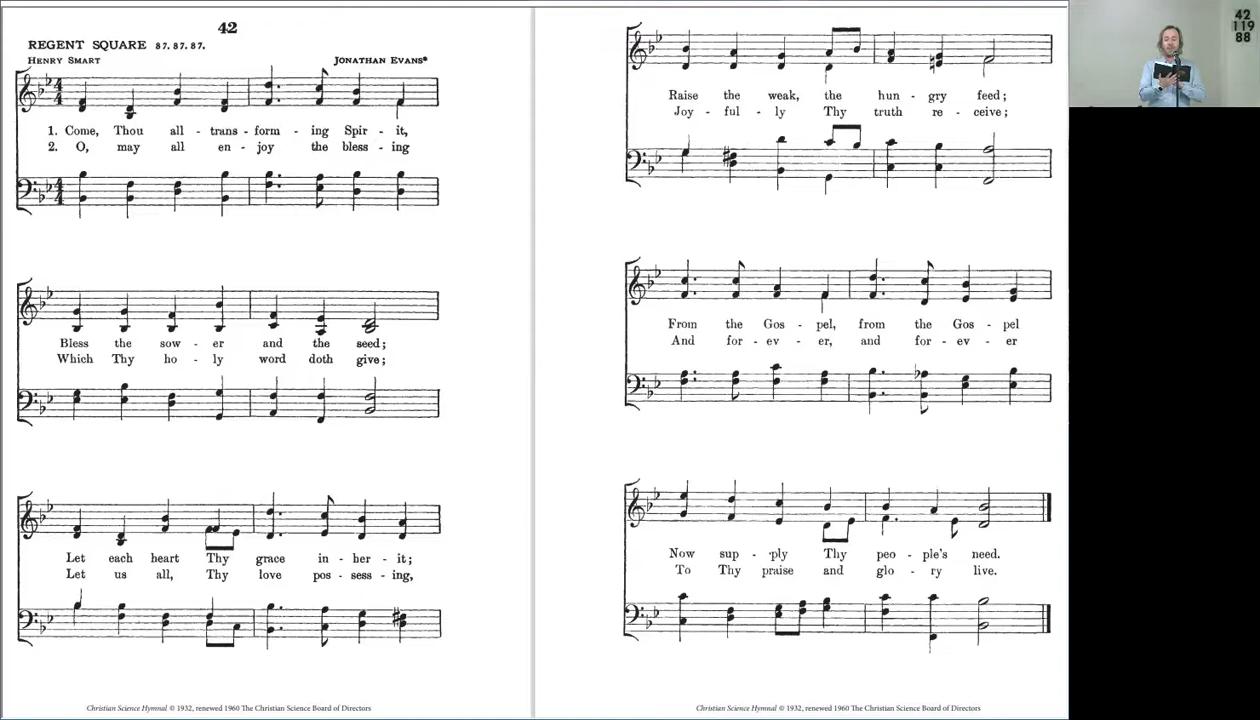 42
REGENT SQUARE 87. 87. 87.
HENRY SMART JONATHAN EVANS*
1. Come, Thou all - trans - form - ing Spir - it,
2. O, may all en - joy the bless - ing
Bless the sow - er and the seed;
Which Thy ho - ly word doth give;
Let each heart Thy grace in - her - it;
Let us all, Thy love pos - sess - ing,
Christian Science Hymnal © 1932, renewed 1960 The Christian Science Board of Directors
Raise the weak, the hun - gry feed;
Joy - ful - ly Thy truth re - ceive;
From the Gos - pel, from the Gos - pel
And for - ev - er, and for - ev - er
Now sup - ply Thy peo - ple's need.
To Thy praise and glo - ry live.
Christian Science Hymnal © 1932, renewed 1960 The Christian Science Board of Directors
42
119
88